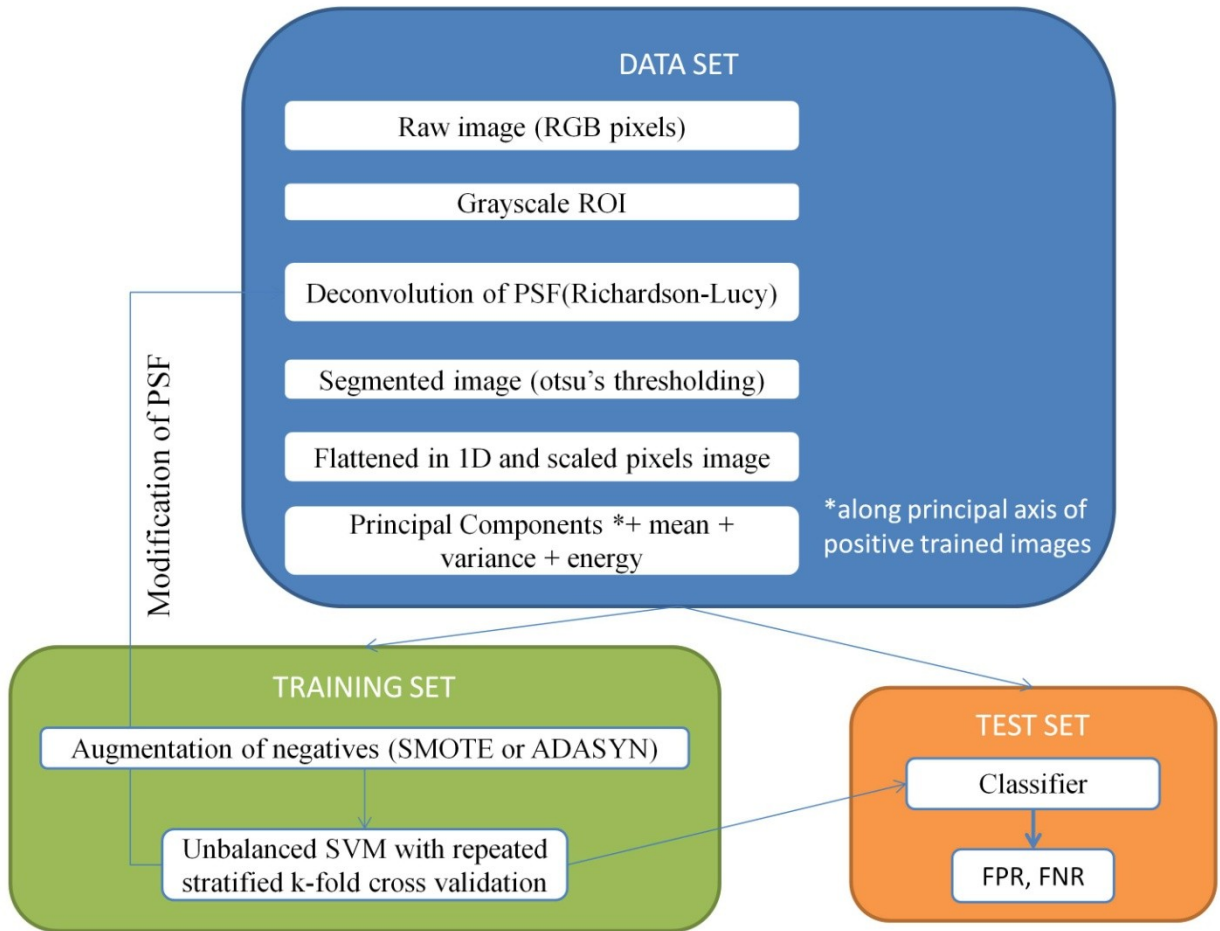 DATA SET
Raw image (RGB pixels)
Grayscale ROI
Deconvolution of PSF(Richardson-Lucy)
Segmented image (otsu's thresholding)
Flattened in 1D and scaled pixels image
Principal Components *+ mean +
variance + energy
*along principal axis of
positive trained images
Modification of PSF
TRAINING SET
Augmentation of negatives (SMOTE or ADASYN)
Unbalanced SVM with repeated
stratified k-fold cross validation
TEST SET
Classifier
FPR, FNR